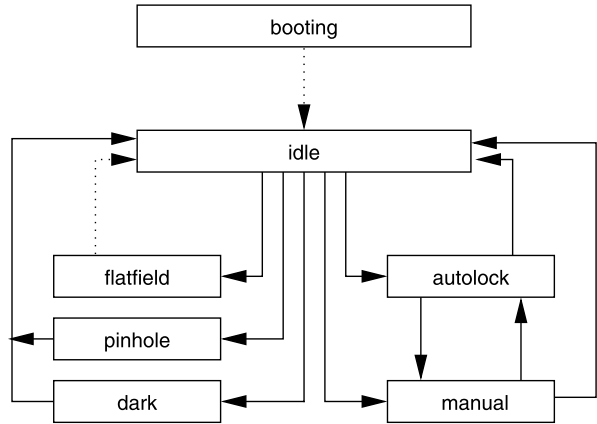 booting
idle
flatfield
autolock
pinhole
dark
manual